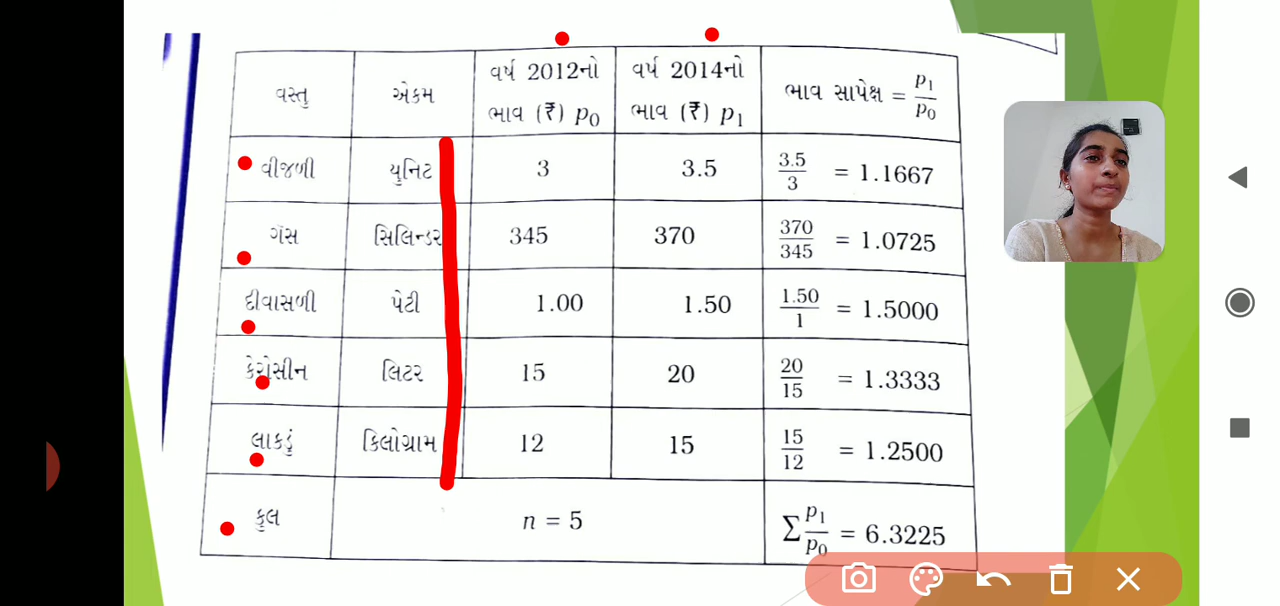 વસ્તુ એકમ વર્ષ 2012નો ભાવ (₹) p₀ વર્ષ 2014નો ભાવ (₹) p₁ ભાવ સાપેક્ષ = p₁/p₀
વીજળી યુનિટ 3 3.5 3.5/3 = 1.1667
ગૅસ સિલિન્ડર 345 370 370/345 = 1.0725
દીવાસળી પેટી 1.00 1.50 1.50/1 = 1.5000
કેરોસીન લિટર 15 20 20/15 = 1.3333
લાકડું કિલોગ્રામ 12 15 15/12 = 1.2500
કુલ n = 5 Σ p₁/p₀ = 6.3225